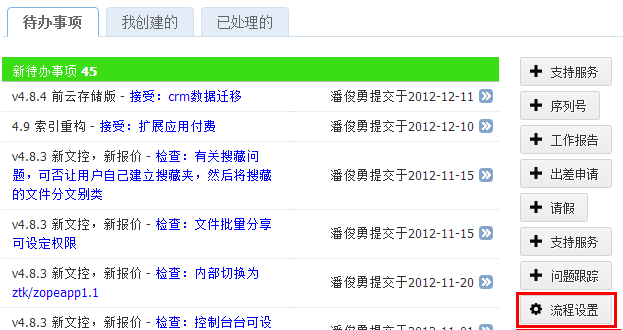 待办事项 我创建的 已处理的
新待办事项 45
v4.8.4 前云存储版 - 接受：crm数据迁移 潘俊勇提交于2012-12-11
4.9 索引重构 - 接受：扩展应用付费 潘俊勇提交于2012-12-10
v4.8.3 新文控，新报价 - 检查：有关搜藏问
题，可否让用户自己建立搜藏夹，然后将搜藏
的文件分文别类
潘俊勇提交于2012-11-15
v4.8.3 新文控，新报价 - 检查：文件批量分享
可设定权限
潘俊勇提交于2012-11-15
v4.8.3 新文控，新报价 - 检查：内部切换为
ztk/zopeapp1.1
潘俊勇提交于2012-11-20
v4.8.3 新文控，新报价 - 检查：控制台台可设
支持服务
序列号
工作报告
出差申请
请假
支持服务
问题跟踪
流程设置